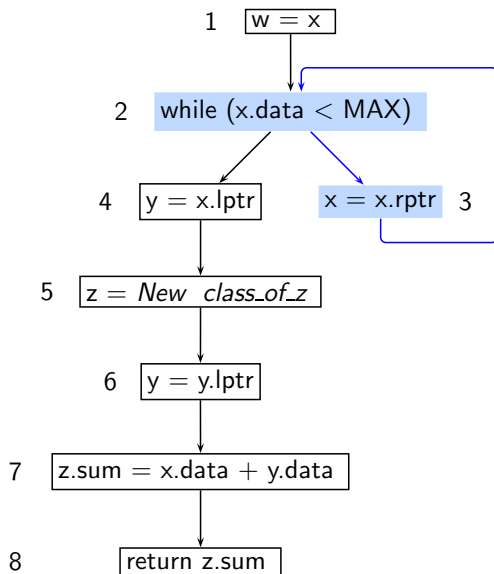 1 w = x
2 while (x.data < MAX)
4 y = x.lptr
x = x.rptr 3
5 z = New class_of_z
6 y = y.lptr
7 z.sum = x.data + y.data
8 return z.sum